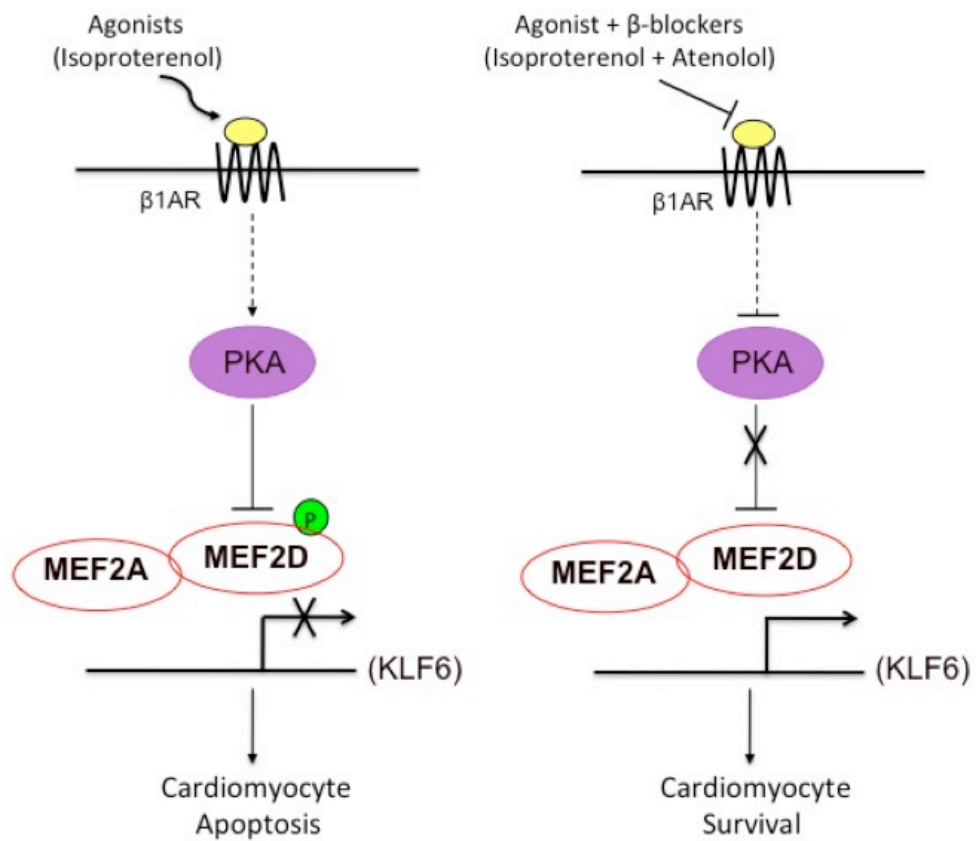 Agonists
(Isoproterenol)
β1AR
PKA
P
MEF2A
MEF2D
(KLF6)
Cardiomyocyte
Apoptosis
Agonist + β-blockers
(Isoproterenol + Atenolol)
β1AR
PKA
MEF2A
MEF2D
(KLF6)
Cardiomyocyte
Survival